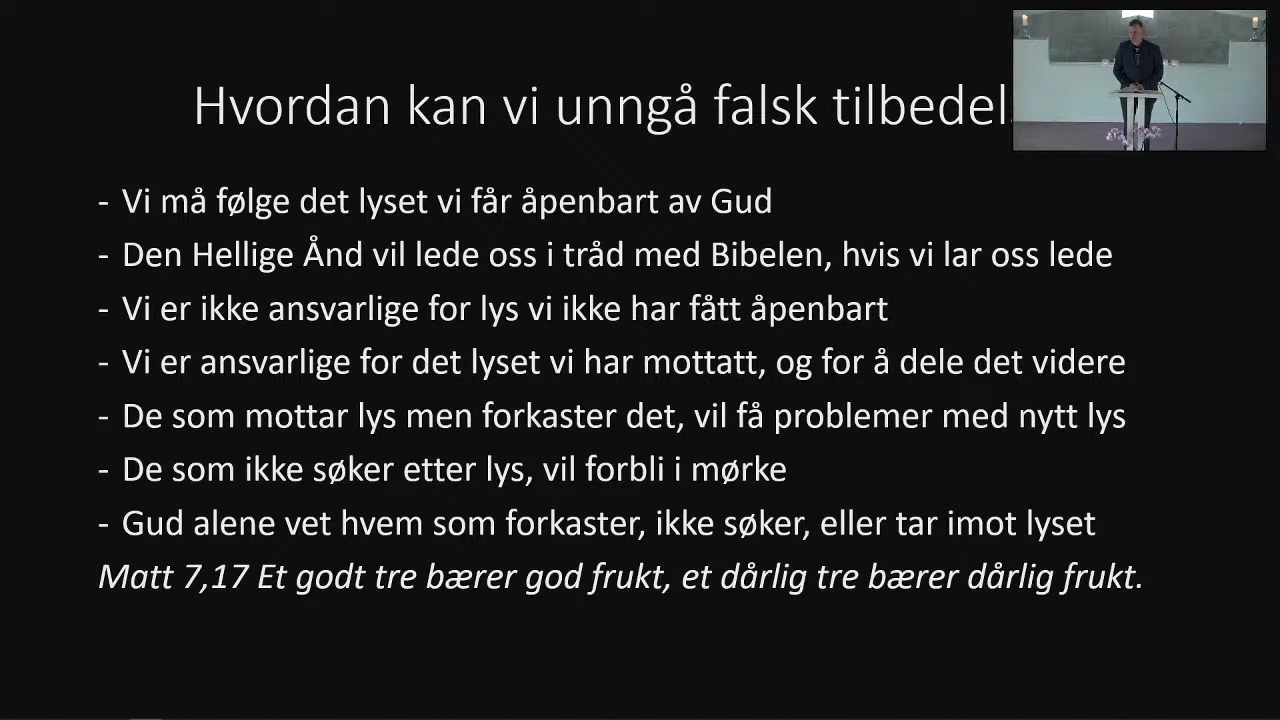 Hvordan kan vi unngå falsk
- Vi må følge det lyset vi får åpenbart av Gud
- Den Hellige Ånd vil lede oss i tråd med Bibelen, hvis vi lar oss lede
- Vi er ikke ansvarlige for lys vi ikke har fått åpenbart
- Vi er ansvarlige for det lyset vi har mottatt, og for å dele det videre
- De som mottar lys men forkaster det, vil få problemer med nytt lys
- De som ikke søker etter lys, vil forbli i mørke
- Gud alene vet hvem som forkaster, ikke søker, eller tar imot lyset
Matt 7,17 Et godt tre bærer god frukt, et dårlig tre bærer dårlig frukt.